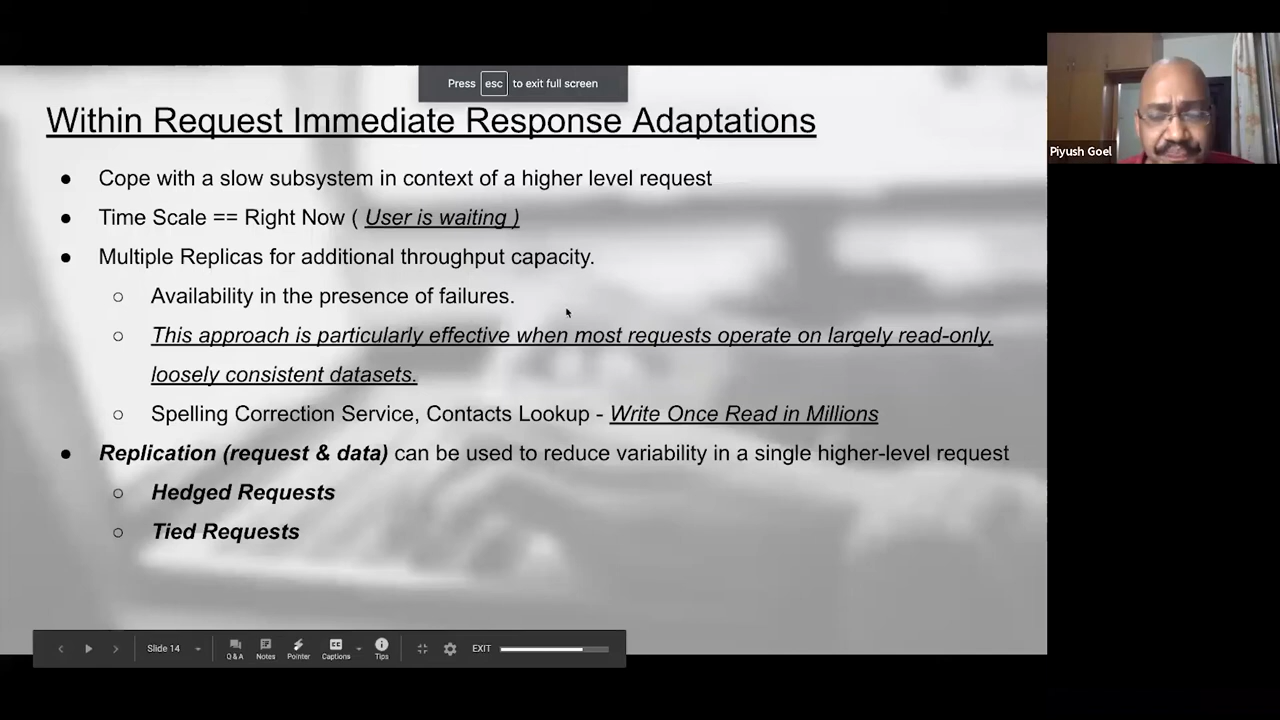 Press esc to exit full screen
Within Request Immediate Response Adaptations
● Cope with a slow subsystem in context of a higher level request
● Time Scale == Right Now ( User is waiting )
● Multiple Replicas for additional throughput capacity.
○ Availability in the presence of failures.
○ This approach is particularly effective when most requests operate on largely read-only,
loosely consistent datasets.
○ Spelling Correction Service, Contacts Lookup - Write Once Read in Millions
● Replication (request & data) can be used to reduce variability in a single higher-level request
○ Hedged Requests
○ Tied Requests
Piyush Goel
Slide 14 Q&A Notes Pointer Captions Tips EXIT